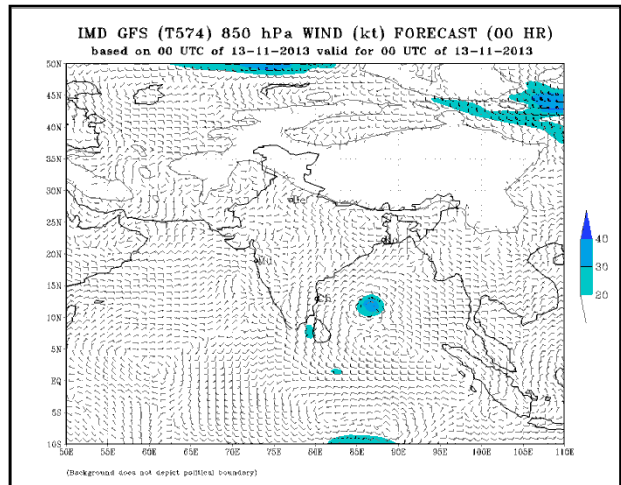 IMD GFS (T574) 850 hPa WIND (kt) FORECAST (00 HR)
based on 00 UTC of 13-11-2013 valid for 00 UTC of 13-11-2013
50N
45N
40N
35N
30N
25N
20N
15N
10N
5N
EQ
5S
10S
50E 55E 60E 65E 70E 75E 80E 85E 90E 95E 100E 105E 110E
40
30
20
(Background does not depict political boundary)